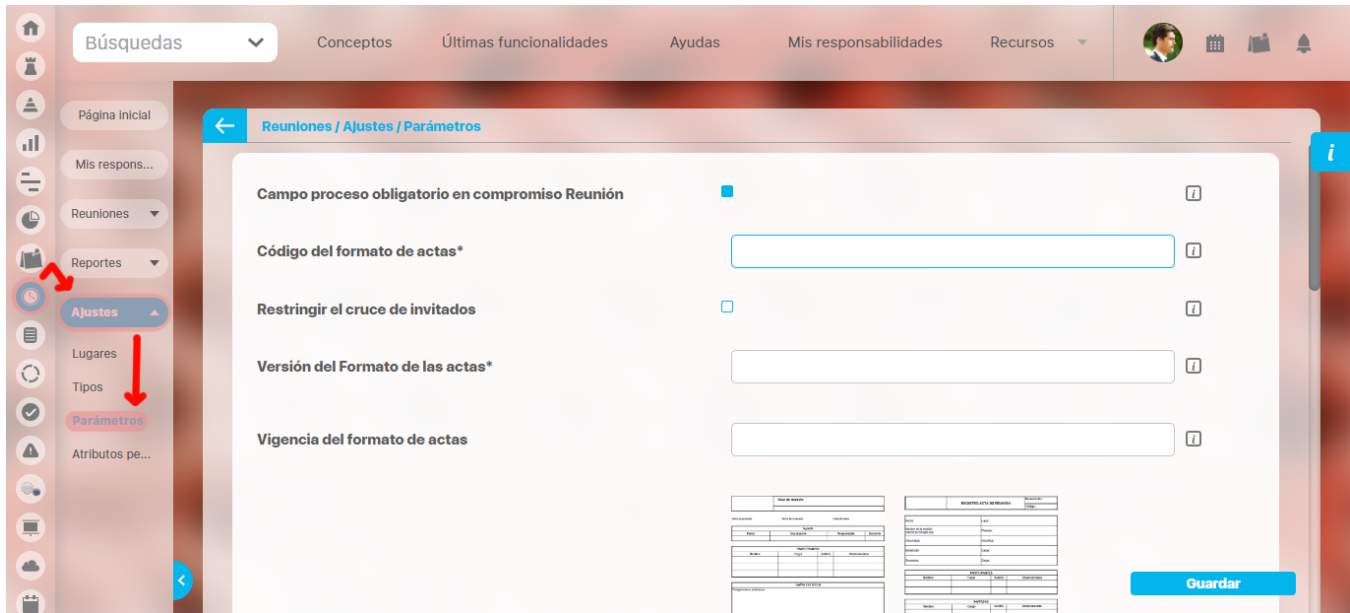 Búsquedas
Conceptos
Últimas funcionalidades
Ayudas
Mis responsabilidades
Recursos
Página inicial
Mis respons...
Reuniones
Reportes
Ajustes
Lugares
Tipos
Parámetros
Atributos pe...
Reuniones / Ajustes / Parámetros
i
Campo proceso obligatorio en compromiso Reunión
i
Código del formato de actas*
i
Restringir el cruce de invitados
i
Versión del Formato de las actas*
i
Vigencia del formato de actas
i
REGISTRO ACTA DE REUNION
PARTICIPANTES
Guardar